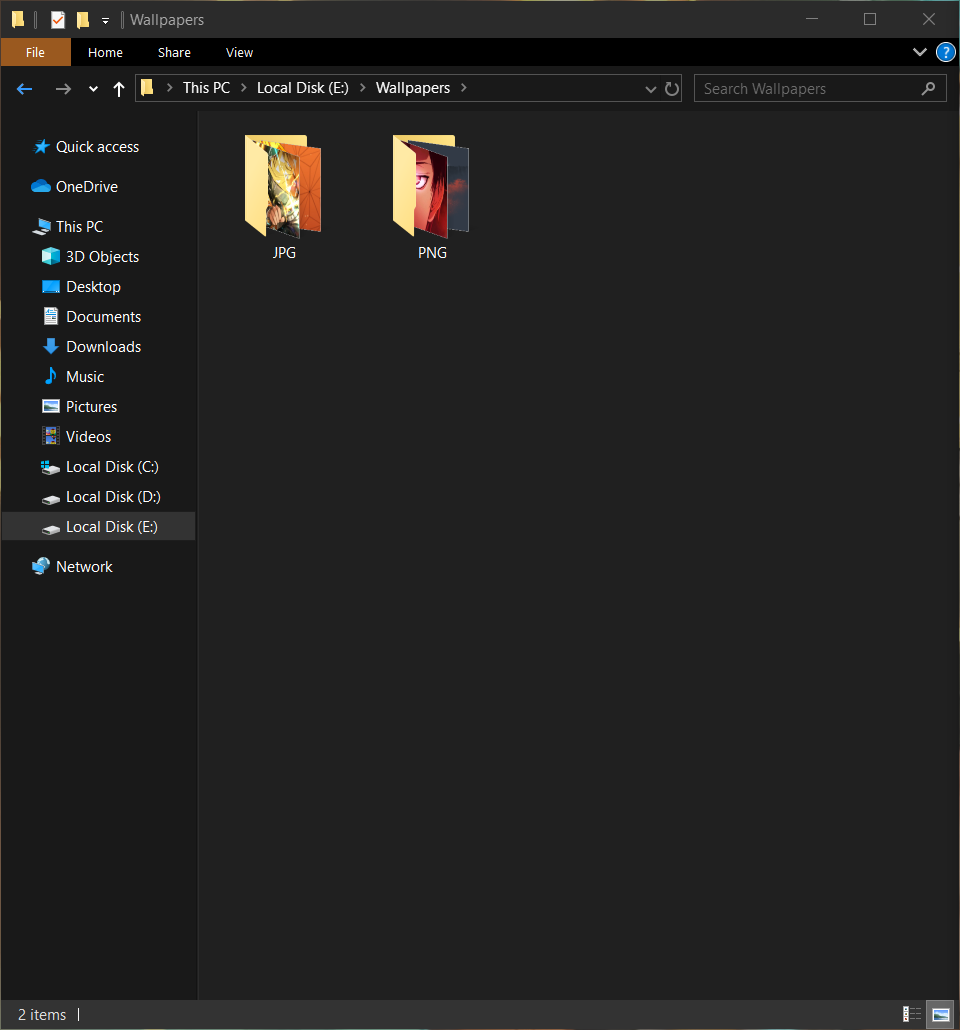 Wallpapers
File Home Share View ?
This PC Local Disk (E:) Wallpapers
Search Wallpapers
Quick access
OneDrive
This PC
3D Objects
Desktop
Documents
Downloads
Music
Pictures
Videos
Local Disk (C:)
Local Disk (D:)
Local Disk (E:)
Network
JPG
PNG
2 items